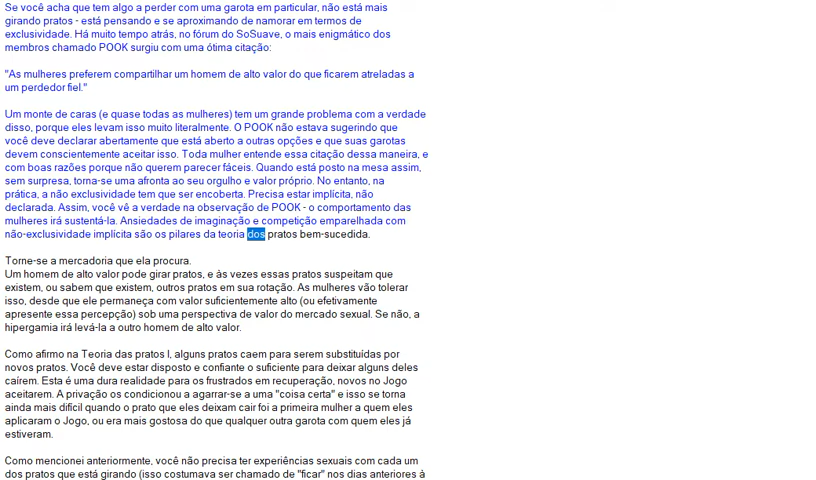 Se você acha que tem algo a perder com uma garota em particular, não está mais
girando pratos - está pensando e se aproximando de namorar em termos de
exclusividade. Há muito tempo atrás, no fórum do SoSuave, o mais enigmático dos
membros chamado POOK surgiu com uma ótima citação:
"As mulheres preferem compartilhar um homem de alto valor do que ficarem atreladas a
um perdedor fiel."
Um monte de caras (e quase todas as mulheres) tem um grande problema com a verdade
disso, porque eles levam isso muito literalmente. O POOK não estava sugerindo que
você deve declarar abertamente que está aberto a outras opções e que suas garotas
devem conscientemente aceitar isso. Toda mulher entende essa citação dessa maneira, e
com boas razões porque não querem parecer fáceis. Quando está posto na mesa assim,
sem surpresa, torna-se uma afronta ao seu orgulho e valor próprio. No entanto, na
prática, a não exclusividade tem que ser encoberta. Precisa estar implícita, não
declarada. Assim, você vê a verdade na observação de POOK - o comportamento das
mulheres irá sustentá-la. Ansiedades de imaginação e competição emparelhada com
não-exclusividade implícita são os pilares da teoria dos pratos bem-sucedida.
Torne-se a mercadoria que ela procura.
Um homem de alto valor pode girar pratos, e às vezes essas pratos suspeitam que
existem, ou sabem que existem, outros pratos em sua rotação. As mulheres vão tolerar
isso, desde que ele permaneça com valor suficientemente alto (ou efetivamente
apresente essa percepção) sob uma perspectiva de valor do mercado sexual. Se não, a
hipergamia irá levá-la a outro homem de alto valor.
Como afirmo na Teoria das pratos I, alguns pratos caem para serem substituídas por
novos pratos. Você deve estar disposto e confiante o suficiente para deixar alguns deles
caírem. Esta é uma dura realidade para os frustrados em recuperação, novos no Jogo
aceitarem. A privação os condicionou a agarrar-se a uma "coisa certa" e isso se torna
ainda mais difícil quando o prato que eles deixam cair foi a primeira mulher a quem eles
aplicaram o Jogo, ou era mais gostosa do que qualquer outra garota com quem eles já
estiveram.
Como mencionei anteriormente, você não precisa ter experiências sexuais com cada um
dos pratos que está girando (isso costumava ser chamado de "ficar" nos dias anteriores à